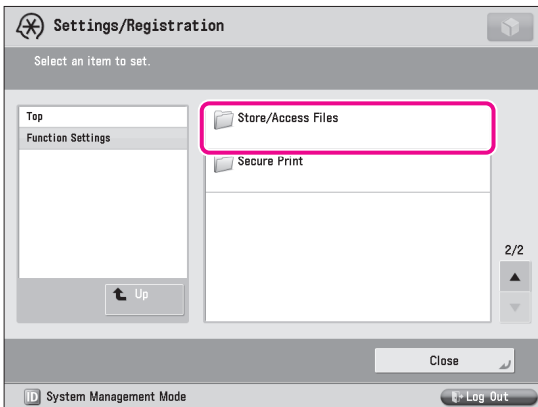 Settings/Registration
Select an item to set.
Top
Function Settings
Up
Store/Access Files
Secure Print
2/2
Close
ID System Management Mode
Log Out